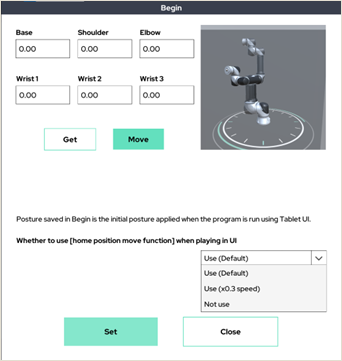 Begin
Base Shoulder Elbow
0.00 0.00 0.00
Wrist 1 Wrist 2 Wrist 3
0.00 0.00 0.00
Get Move
Posture saved in Begin is the initial posture applied when the program is run using Tablet UI.
Whether to use [home position move function] when playing in UI
Use (Default)
Use (Default)
Use (x0.3 speed)
Not use
Set Close